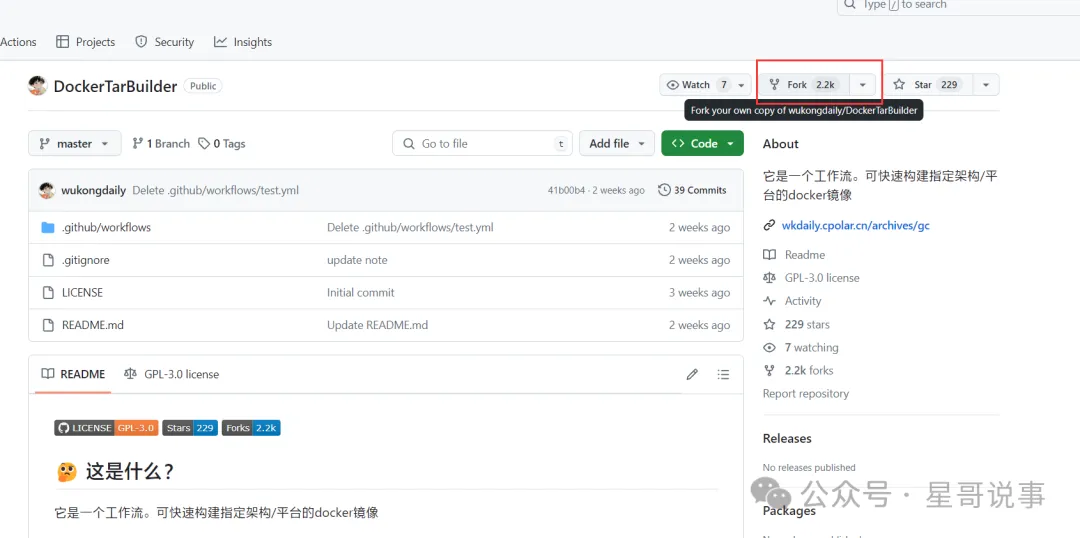 Type / to search
Actions Projects Security Insights
DockerTarBuilder Public Watch 7 Fork 2.2k Star 229
Fork your own copy of wukongdaily/DockerTarBuilder
master 1 Branch 0 Tags Go to file t Add file Code
About
它是一个工作流。可快速构建指定架构/平
台的docker镜像
wukongdaily Delete .github/workflows/test.yml 41b00b4 · 2 weeks ago 39 Commits
wkdaily.cpolar.cn/archives/gc
.github/workflows Delete .github/workflows/test.yml 2 weeks ago
Readme
.gitignore update note 2 weeks ago
GPL-3.0 license
LICENSE Initial commit 3 weeks ago
Activity
README.md Update README.md 2 weeks ago
229 stars
7 watching
2.2k forks
Report repository
README GPL-3.0 license
LICENSE GPL-3.0 Stars 229 Forks 2.2k
Releases
No releases published
这是什么？
公众号 · 星哥说事
Packages
它是一个工作流。可快速构建指定架构/平台的docker镜像